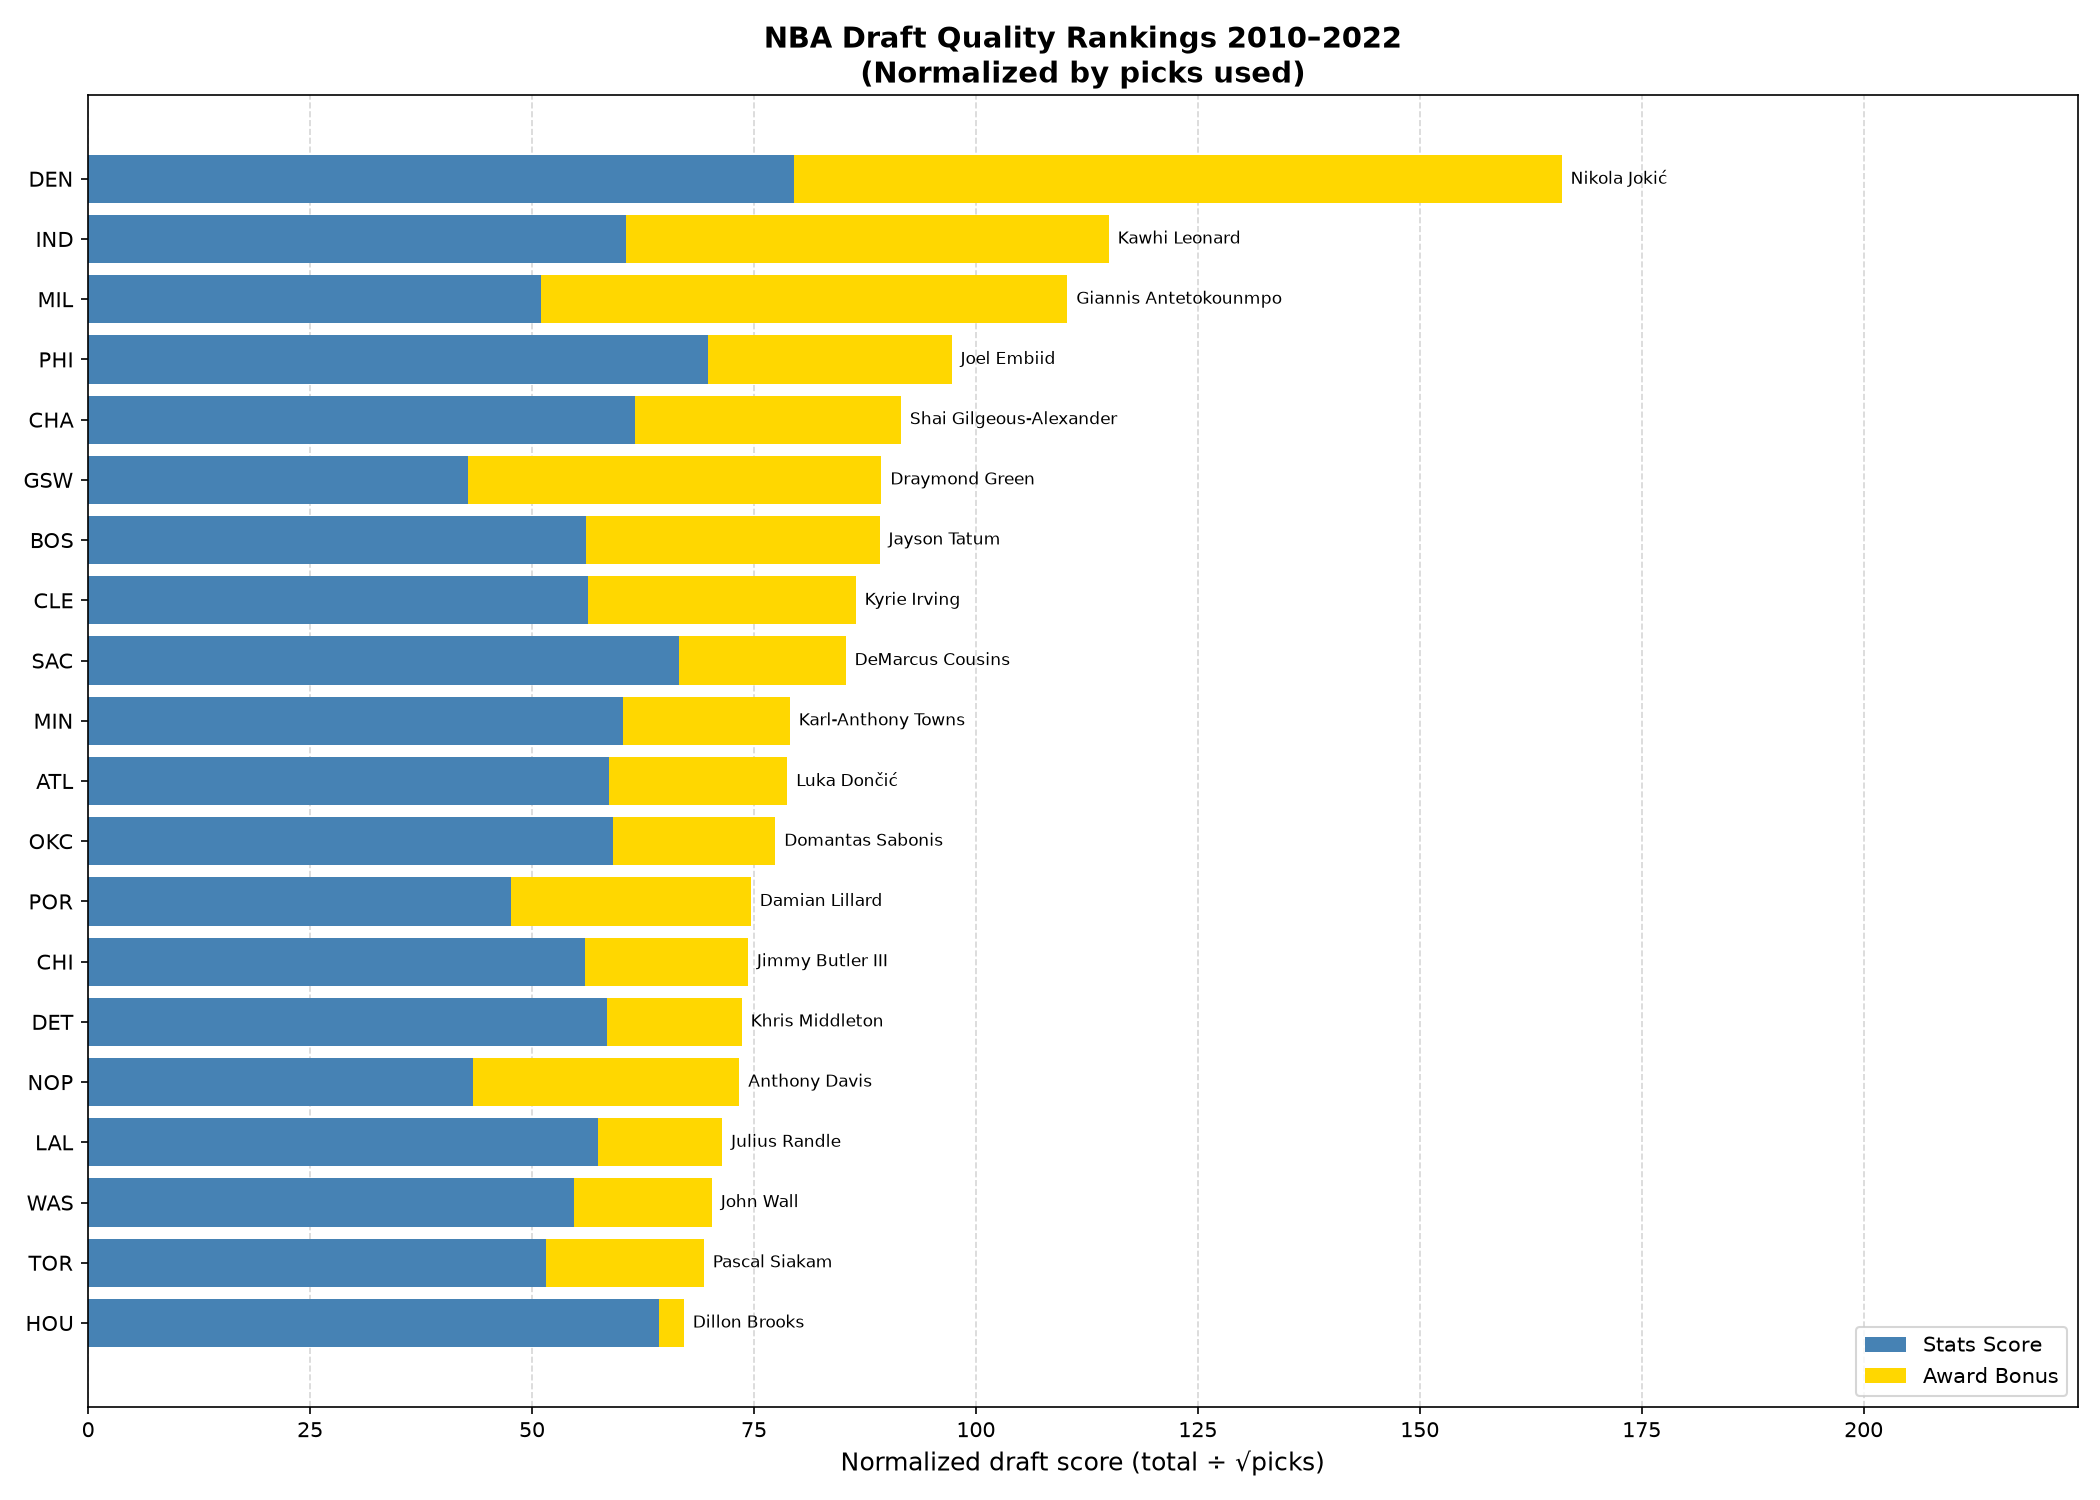 NBA Draft Quality Rankings 2010–2022
(Normalized by picks used)
DEN Nikola Jokić
IND Kawhi Leonard
MIL Giannis Antetokounmpo
PHI Joel Embiid
CHA Shai Gilgeous-Alexander
GSW Draymond Green
BOS Jayson Tatum
CLE Kyrie Irving
SAC DeMarcus Cousins
MIN Karl-Anthony Towns
ATL Luka Dončić
OKC Domantas Sabonis
POR Damian Lillard
CHI Jimmy Butler III
DET Khris Middleton
NOP Anthony Davis
LAL Julius Randle
WAS John Wall
TOR Pascal Siakam
HOU Dillon Brooks
Stats Score
Award Bonus
0 25 50 75 100 125 150 175 200
Normalized draft score (total ÷ √picks)